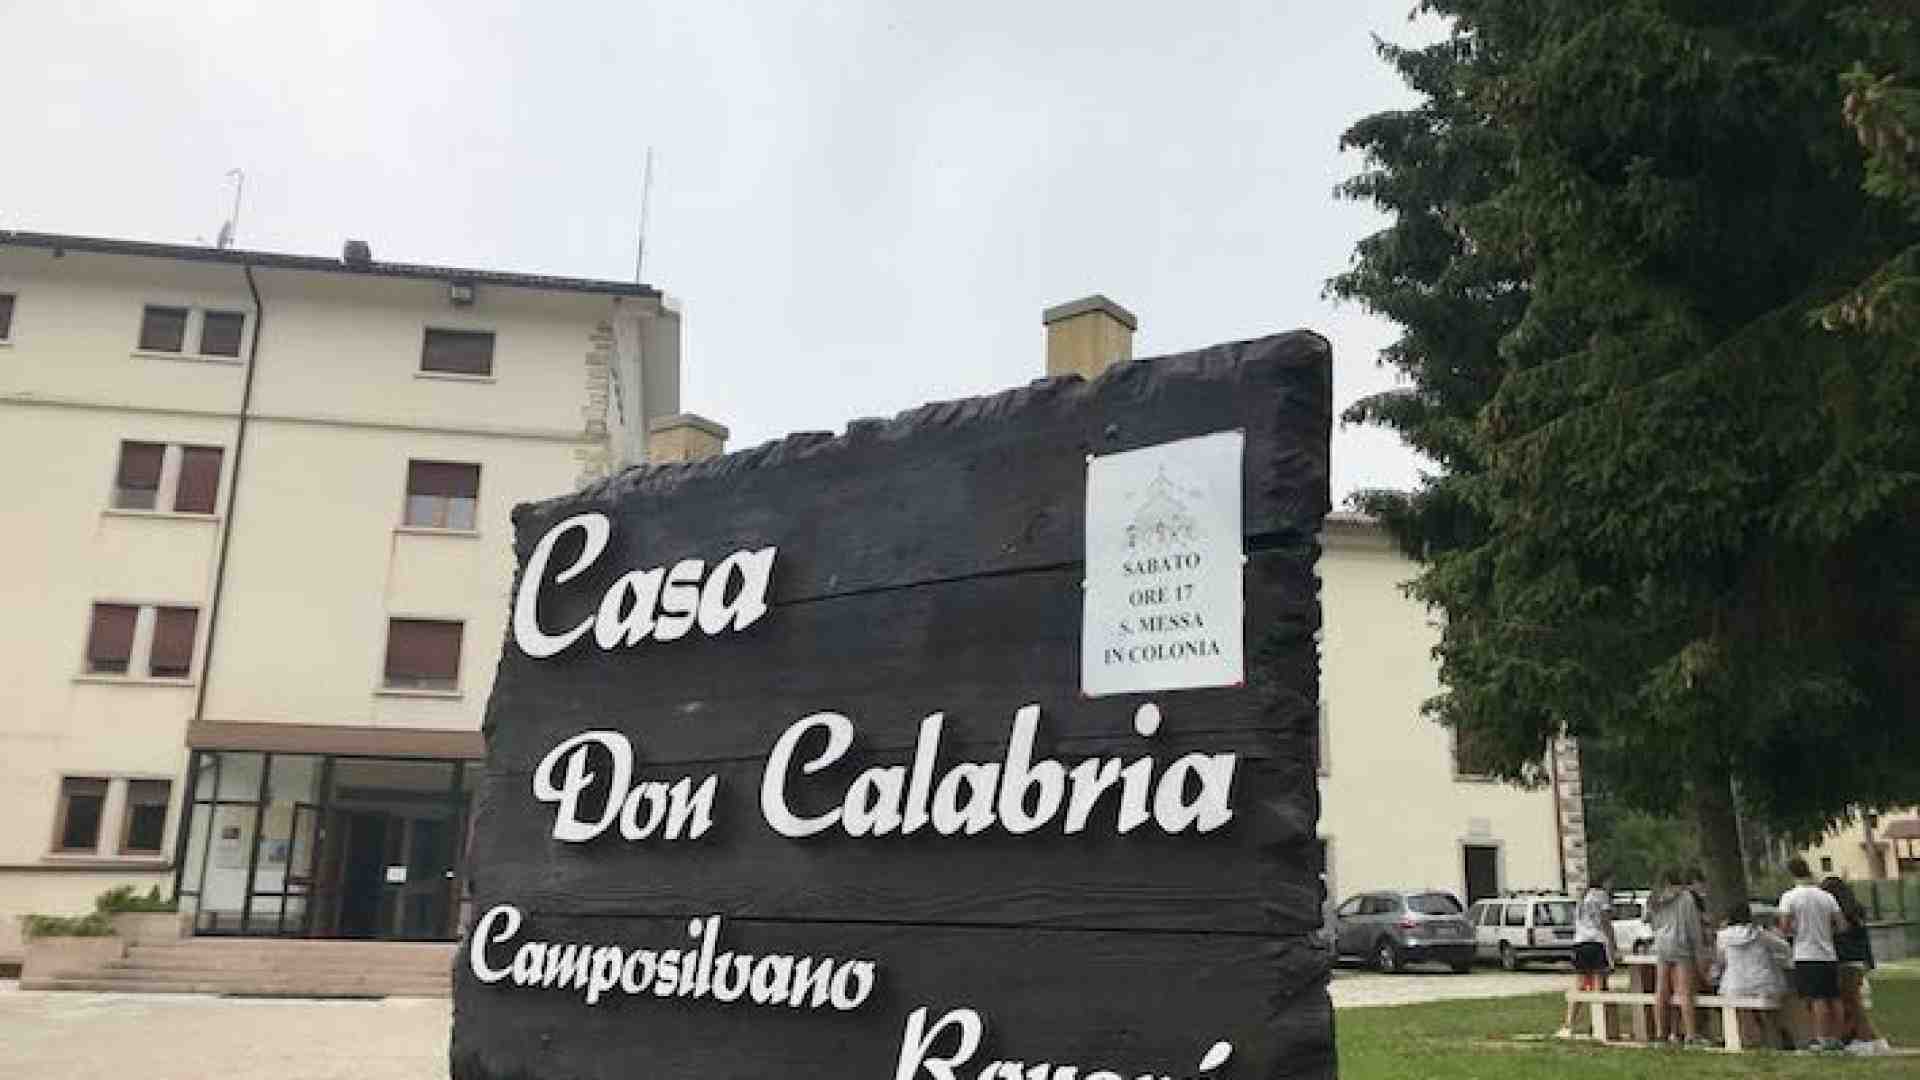 Casa
SABATO
ORE 17
S. MESSA
IN COLONIA
Don Calabria
Camposilvano